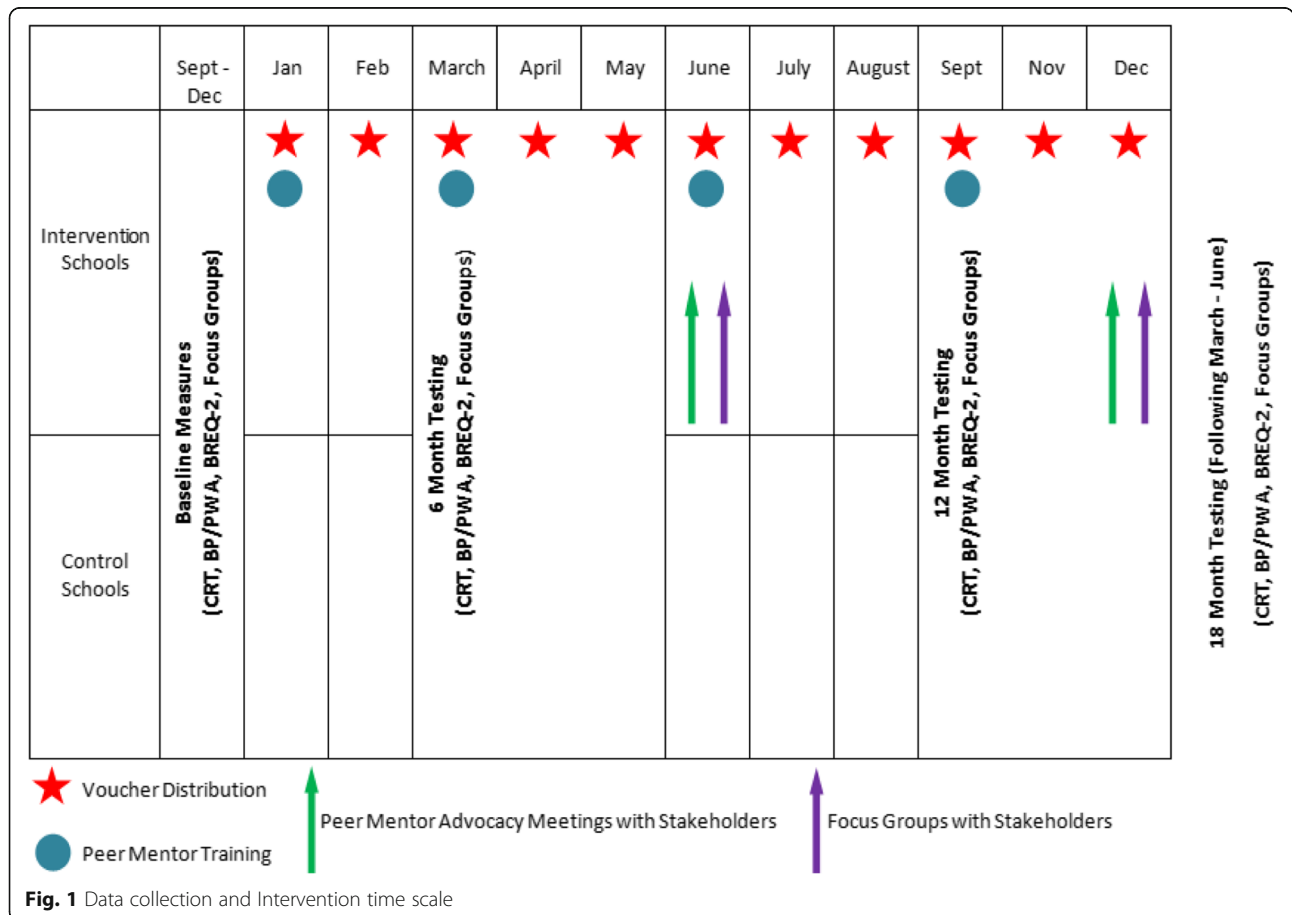 Sept -
Dec
Jan
Feb
March
April
May
June
July
August
Sept
Nov
Dec
Intervention
Schools
Control
Schools
Baseline Measures
(CRT, BP/PWA, BREQ-2, Focus Groups)
6 Month Testing
(CRT, BP/PWA, BREQ-2, Focus Groups)
12 Month Testing
(CRT, BP/PWA, BREQ-2, Focus Groups)
18 Month Testing (Following March - June)
(CRT, BP/PWA, BREQ-2, Focus Groups)
Voucher Distribution
Peer Mentor Advocacy Meetings with Stakeholders
Focus Groups with Stakeholders
Peer Mentor Training
Fig. 1 Data collection and Intervention time scale